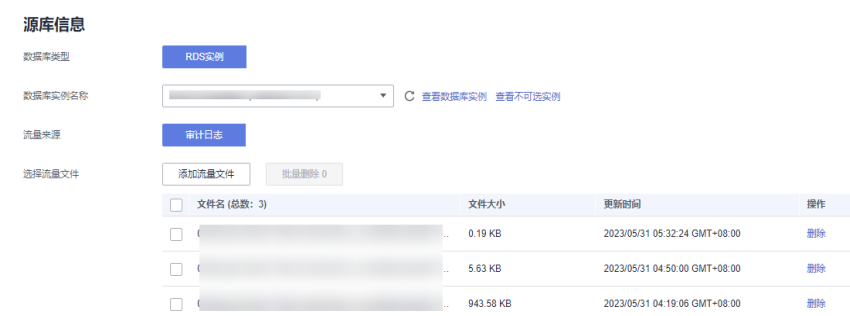 源库信息
数据库类型 RDS实例
数据库实例名称 查看数据库实例 查看不可选实例
流量来源 审计日志
选择流量文件 添加流量文件 批量删除 0
文件名 (总数：3) 文件大小 更新时间 操作
.. 0.19 KB 2023/05/31 05:32:24 GMT+08:00 删除
.. 5.63 KB 2023/05/31 04:50:00 GMT+08:00 删除
.. 943.58 KB 2023/05/31 04:19:06 GMT+08:00 删除